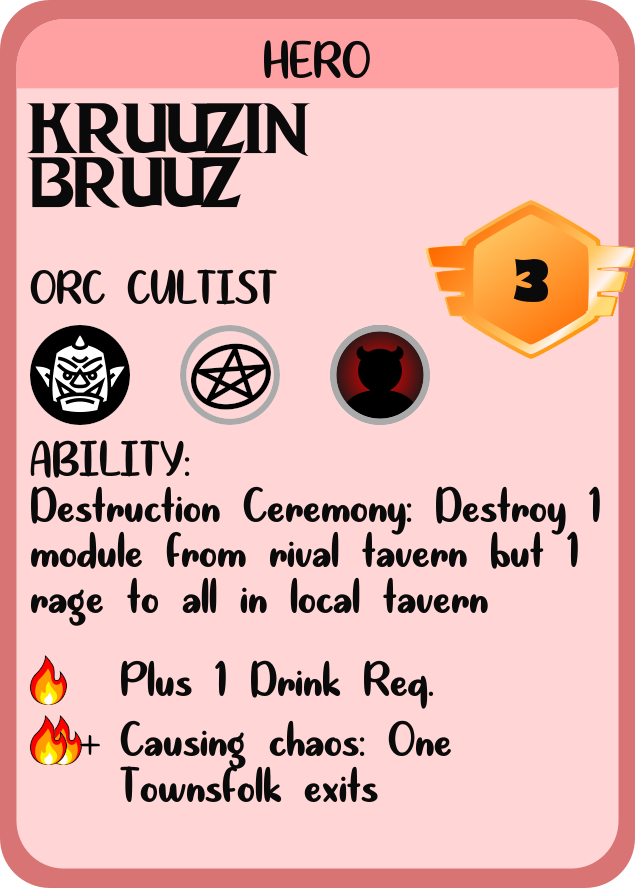 HERO
KRUUZIN
BRUUZ
3
ORC CULTIST
ABILITY:
Destruction Ceremony: Destroy 1
module from rival tavern but 1
rage to all in local tavern
Plus 1 Drink Req.
+ Causing chaos: One
Townsfolk exits